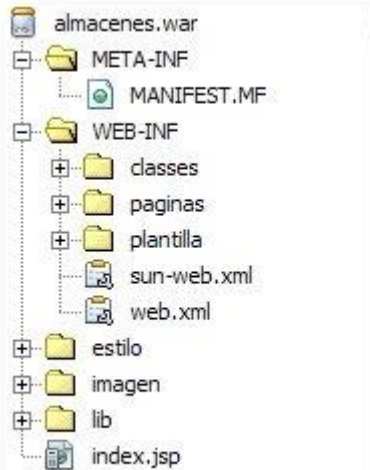 almacenes.war
META-INF
MANIFEST.MF
WEB-INF
classes
paginas
plantilla
sun-web.xml
web.xml
estilo
imagen
lib
index.jsp